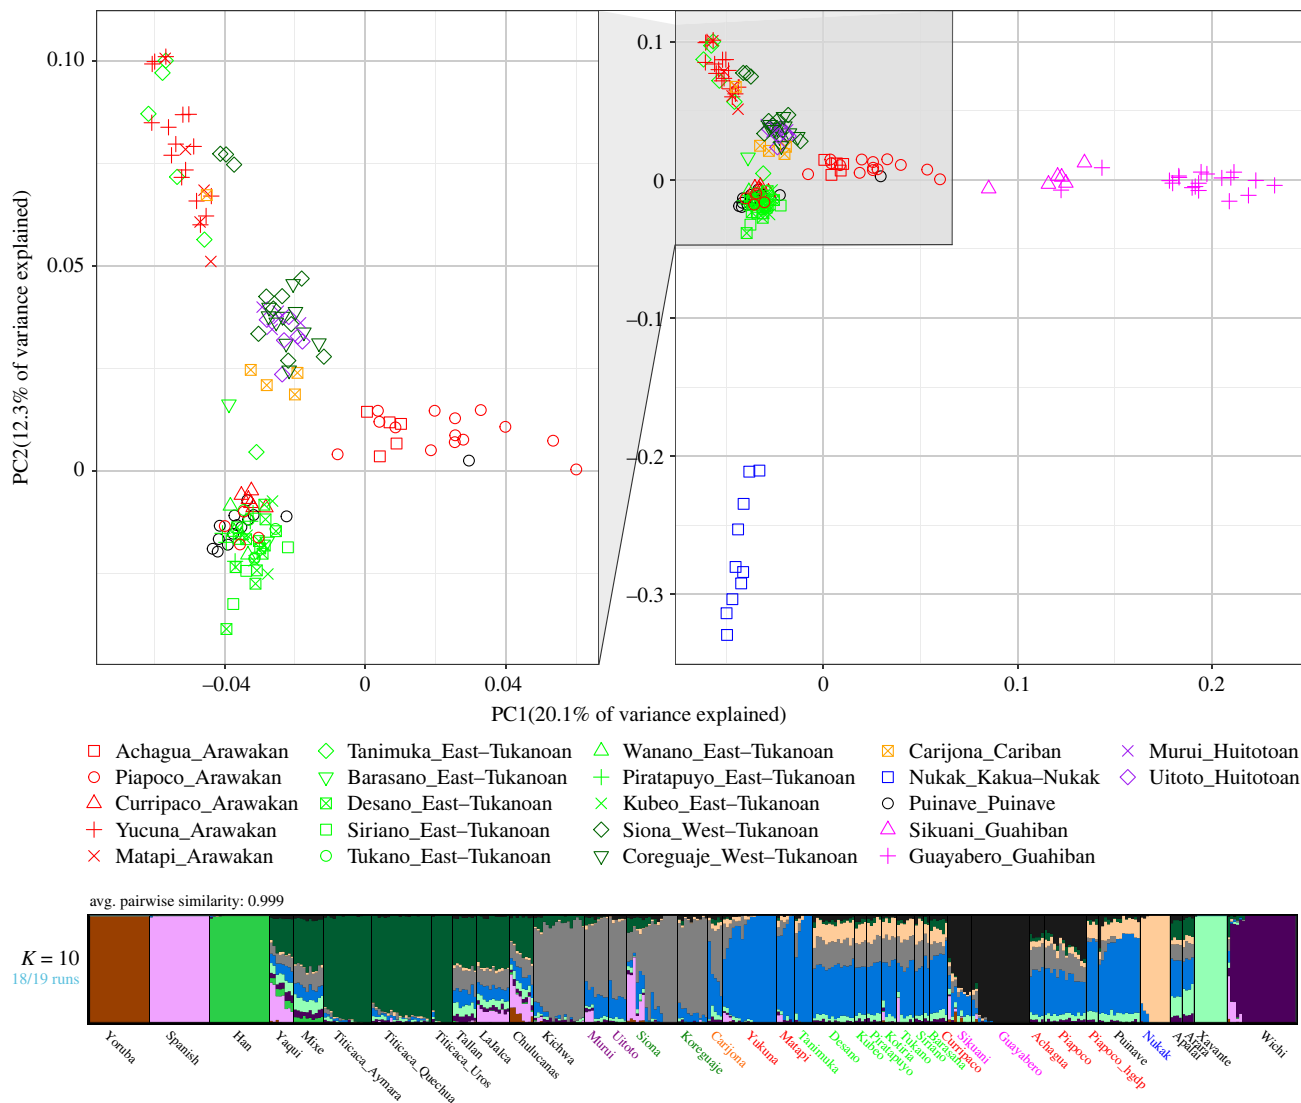 0.10
0.05
0
PC2(12.3% of variance explained)
–0.04
0
0.04
0.1
0
–0.1
–0.2
–0.3
0
0.1
0.2
PC1(20.1% of variance explained)
Achagua_Arawakan
Piapoco_Arawakan
Curripaco_Arawakan
Yucuna_Arawakan
Matapi_Arawakan
Tanimuka_East–Tukanoan
Barasano_East–Tukanoan
Desano_East–Tukanoan
Siriano_East–Tukanoan
Tukano_East–Tukanoan
Wanano_East–Tukanoan
Piratapuyo_East–Tukanoan
Kubeo_East–Tukanoan
Siona_West–Tukanoan
Coreguaje_West–Tukanoan
Carijona_Cariban
Nukak_Kakua–Nukak
Puinave_Puinave
Sikuani_Guahiban
Guayabero_Guahiban
Murui_Huitotoan
Uitoto_Huitotoan
avg. pairwise similarity: 0.999
K = 10
18/19 runs
Yoruba
Spanish
Han
Yaqui
Mixe
Titicaca_Aymara
Titicaca_Quechua
Titicaca_Uros
Tallan
LaJalca
Chulucanas
Kichwa
Murui
Uitoto
Siona
Koreguaje
Carijona
Yukuna
Matapi
Tanimuka
Desano
Kubeo
Piratapuyo
Kotiria
Tukano
Siriano
Barasana
Curripaco
Sikuani
Guayabero
Achagua
Piapoco
Piapoco_hgdp
Puinave
Nukak
Apalai
Arara
Xavante
Wichi